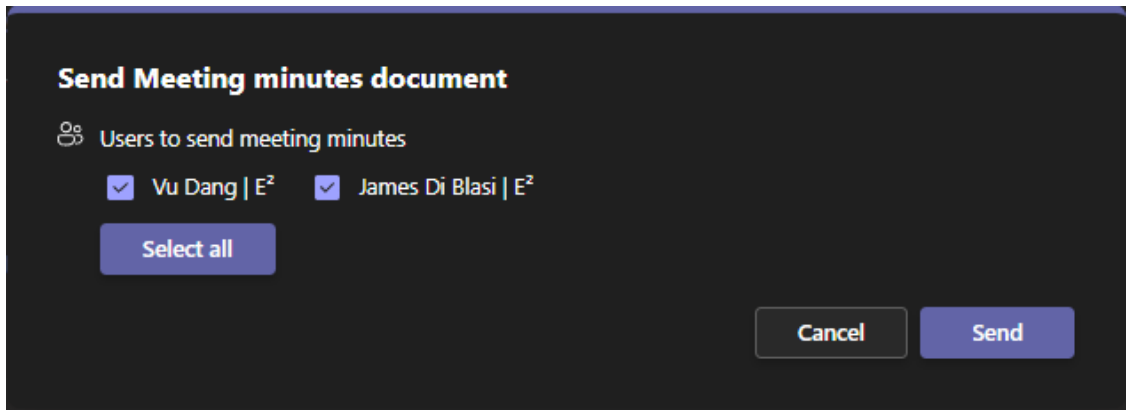 Send Meeting minutes document
Users to send meeting minutes
Vu Dang | E² James Di Blasi | E²
Select all
Cancel Send